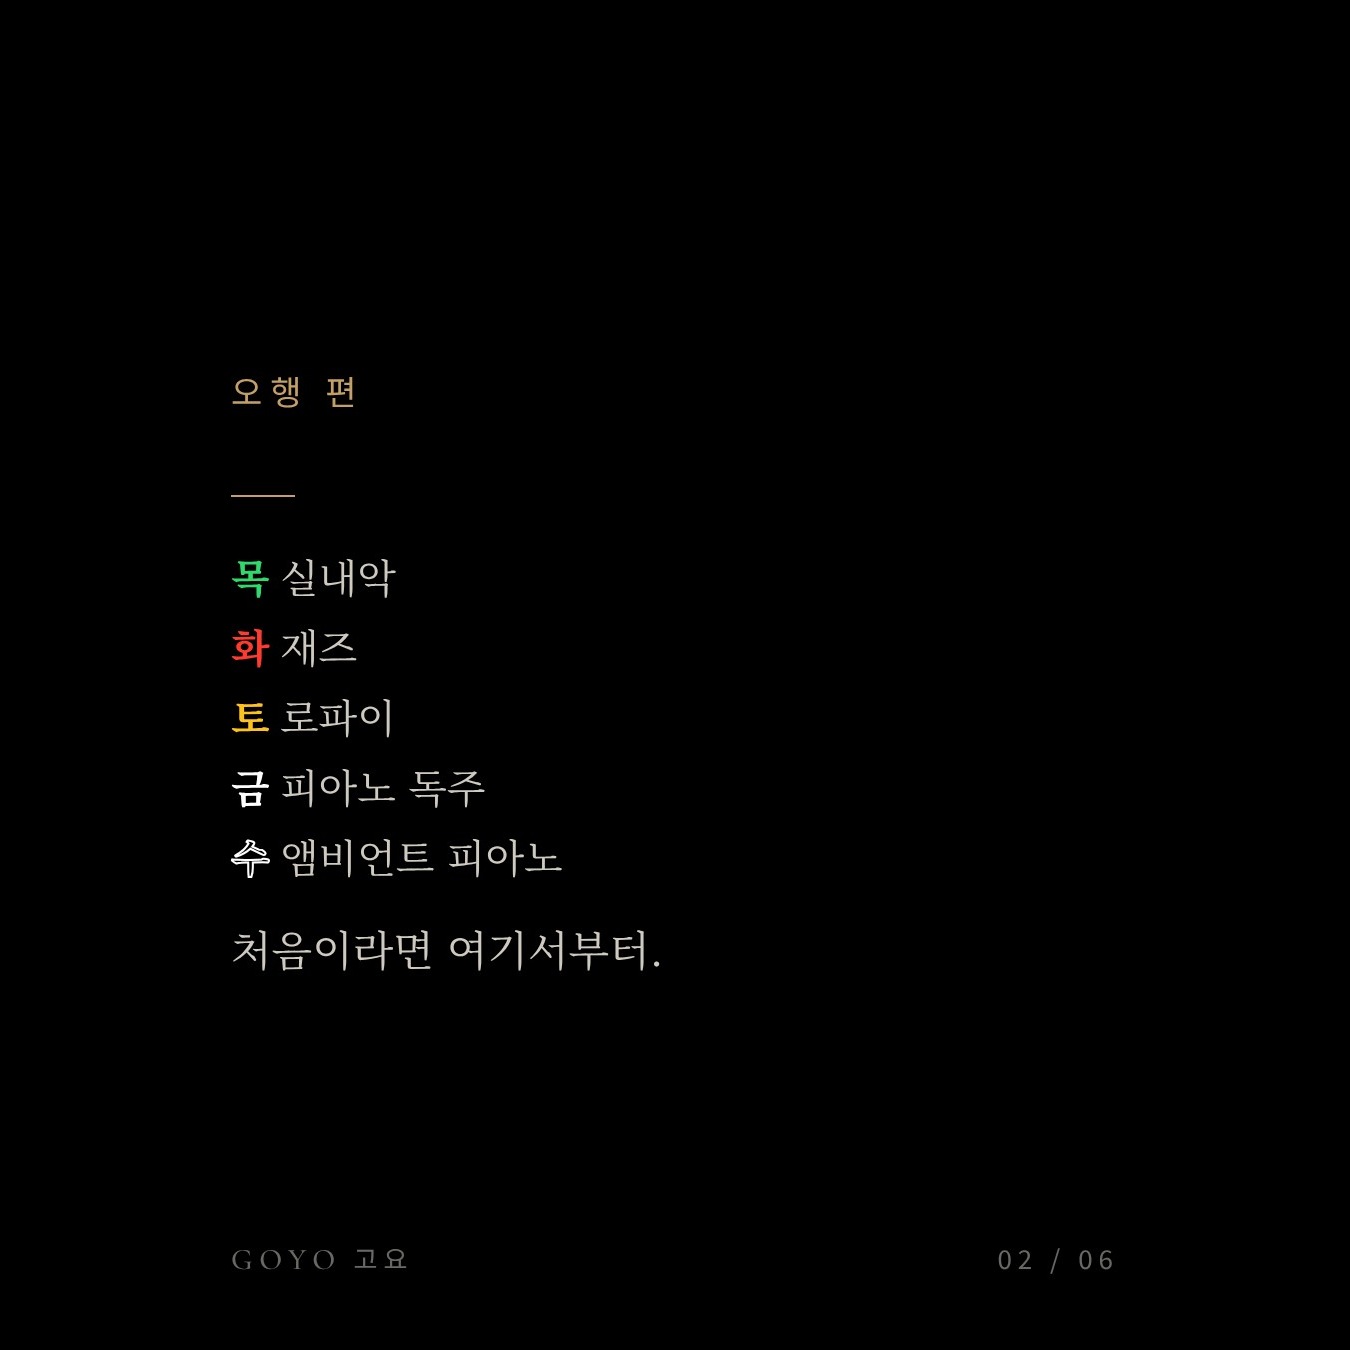 오행 편
목 실내악
화 재즈
토 로파이
금 피아노 독주
수 앰비언트 피아노
처음이라면 여기서부터.
GOYO 고요
02 / 06